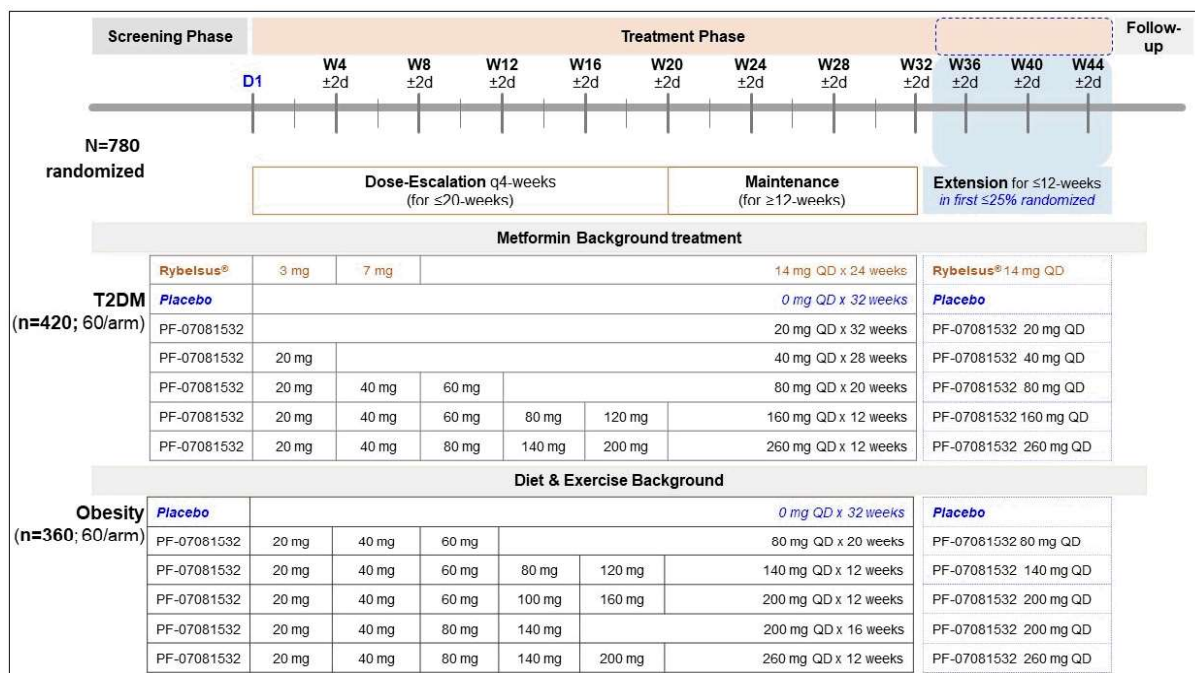 Screening Phase Treatment Phase Follow-
up
D1 W4 W8 W12 W16 W20 W24 W28 W32 W36 W40 W44
±2d ±2d ±2d ±2d ±2d ±2d ±2d ±2d ±2d ±2d ±2d
N=780
randomized
Dose-Escalation q4-weeks
(for ≤20-weeks)
Maintenance
(for ≥12-weeks)
Extension for ≤12-weeks
in first ≤25% randomized
Metformin Background treatment
T2DM
(n=420; 60/arm)
Rybelsus® 3 mg 7 mg 14 mg QD x 24 weeks Rybelsus® 14 mg QD
Placebo 0 mg QD x 32 weeks Placebo
PF-07081532 20 mg QD x 32 weeks PF-07081532 20 mg QD
PF-07081532 20 mg 40 mg QD x 28 weeks PF-07081532 40 mg QD
PF-07081532 20 mg 40 mg 60 mg 80 mg QD x 20 weeks PF-07081532 80 mg QD
PF-07081532 20 mg 40 mg 60 mg 80 mg 120 mg 160 mg QD x 12 weeks PF-07081532 160 mg QD
PF-07081532 20 mg 40 mg 80 mg 140 mg 200 mg 260 mg QD x 12 weeks PF-07081532 260 mg QD
Diet & Exercise Background
Obesity
(n=360; 60/arm)
Placebo 0 mg QD x 32 weeks Placebo
PF-07081532 20 mg 40 mg 60 mg 80 mg QD x 20 weeks PF-07081532 80 mg QD
PF-07081532 20 mg 40 mg 60 mg 80 mg 120 mg 140 mg QD x 12 weeks PF-07081532 140 mg QD
PF-07081532 20 mg 40 mg 60 mg 100 mg 160 mg 200 mg QD x 12 weeks PF-07081532 200 mg QD
PF-07081532 20 mg 40 mg 80 mg 140 mg 200 mg QD x 16 weeks PF-07081532 200 mg QD
PF-07081532 20 mg 40 mg 80 mg 140 mg 200 mg 260 mg QD x 12 weeks PF-07081532 260 mg QD